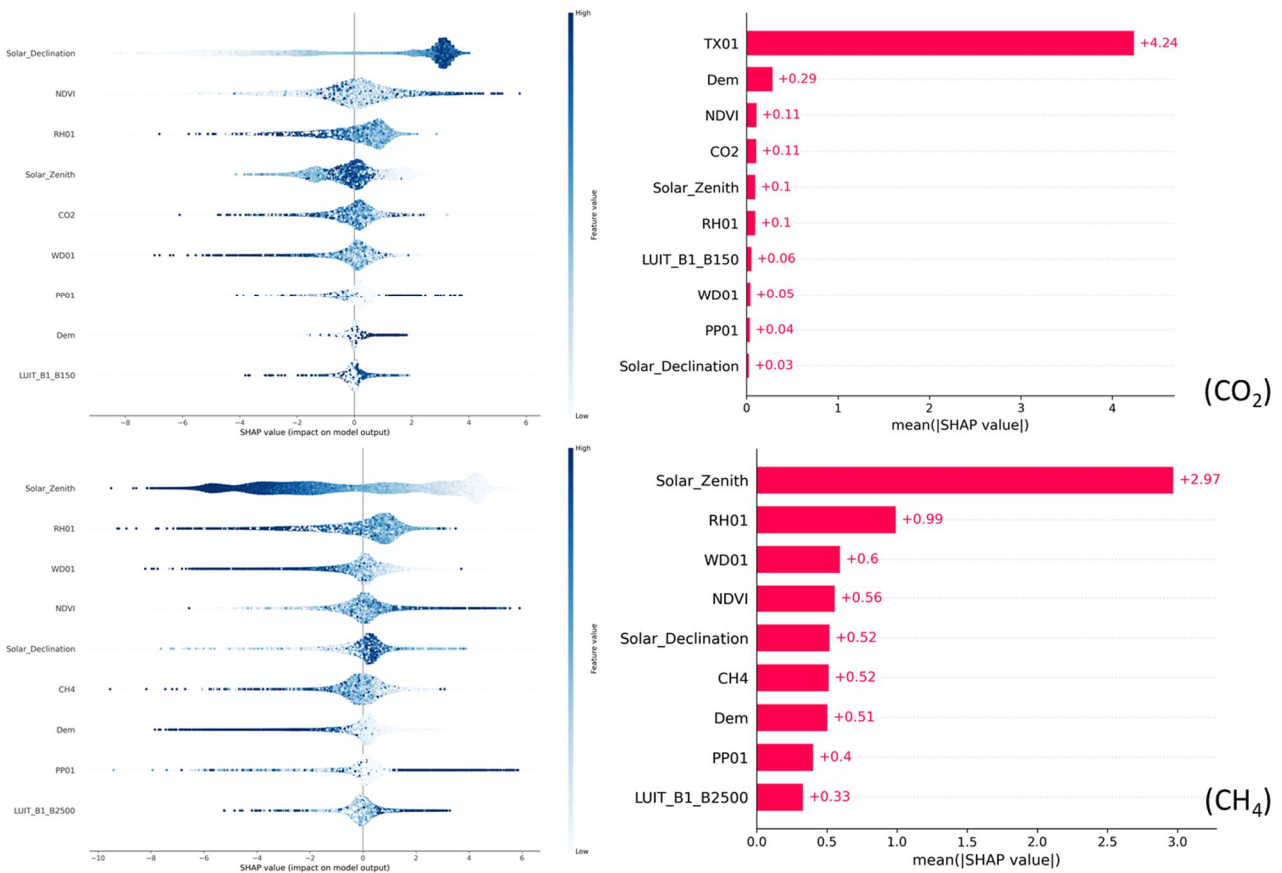 High
Solar_Declination
NDVI
RH01
Solar_Zenith
CO2
WD01
PP01
Dem
LUIT_B1_B150
Feature value
Low
−8 −6 −4 −2 0 2 4 6
SHAP value (impact on model output)
TX01 +4.24
Dem +0.29
NDVI +0.11
CO2 +0.11
Solar_Zenith +0.1
RH01 +0.1
LUIT_B1_B150 +0.06
WD01 +0.05
PP01 +0.04
Solar_Declination +0.03
0 1 2 3 4
mean(|SHAP value|)
(CO₂)
High
Solar_Zenith
RH01
WD01
NDVI
Solar_Declination
CH4
Dem
PP01
LUIT_B1_B2500
Feature value
Low
−10 −8 −6 −4 −2 0 2 4 6
SHAP value (impact on model output)
Solar_Zenith +2.97
RH01 +0.99
WD01 +0.6
NDVI +0.56
Solar_Declination +0.52
CH4 +0.52
Dem +0.51
PP01 +0.4
LUIT_B1_B2500 +0.33
0.0 0.5 1.0 1.5 2.0 2.5 3.0
mean(|SHAP value|)
(CH₄)